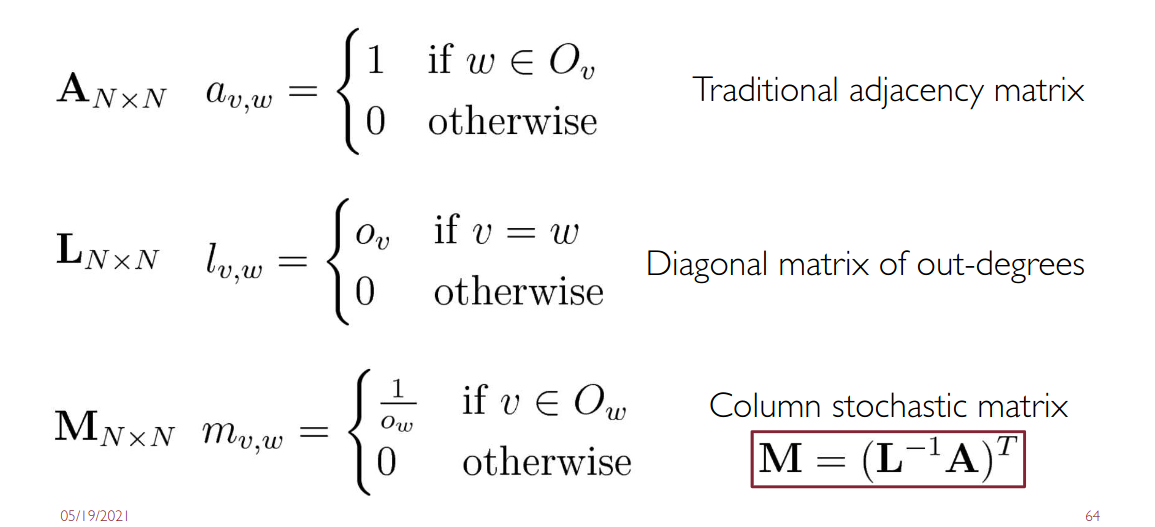 A_{N×N} a_{v,w} = { 1 if w ∈ O_v Traditional adjacency matrix
0 otherwise
L_{N×N} l_{v,w} = { o_v if v = w Diagonal matrix of out-degrees
0 otherwise
M_{N×N} m_{v,w} = { 1/o_w if v ∈ O_w Column stochastic matrix
0 otherwise M = (L^{-1}A)^T
05/19/2021 64